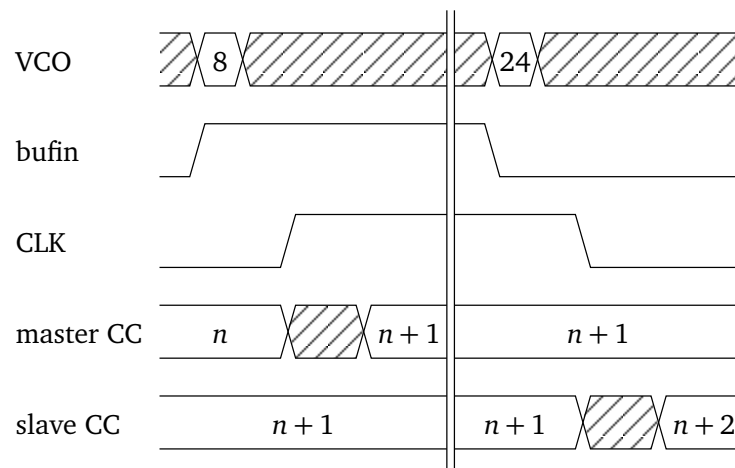 VCO 8 24
bufin
CLK
master CC n n + 1 n + 1
slave CC n + 1 n + 1 n + 2